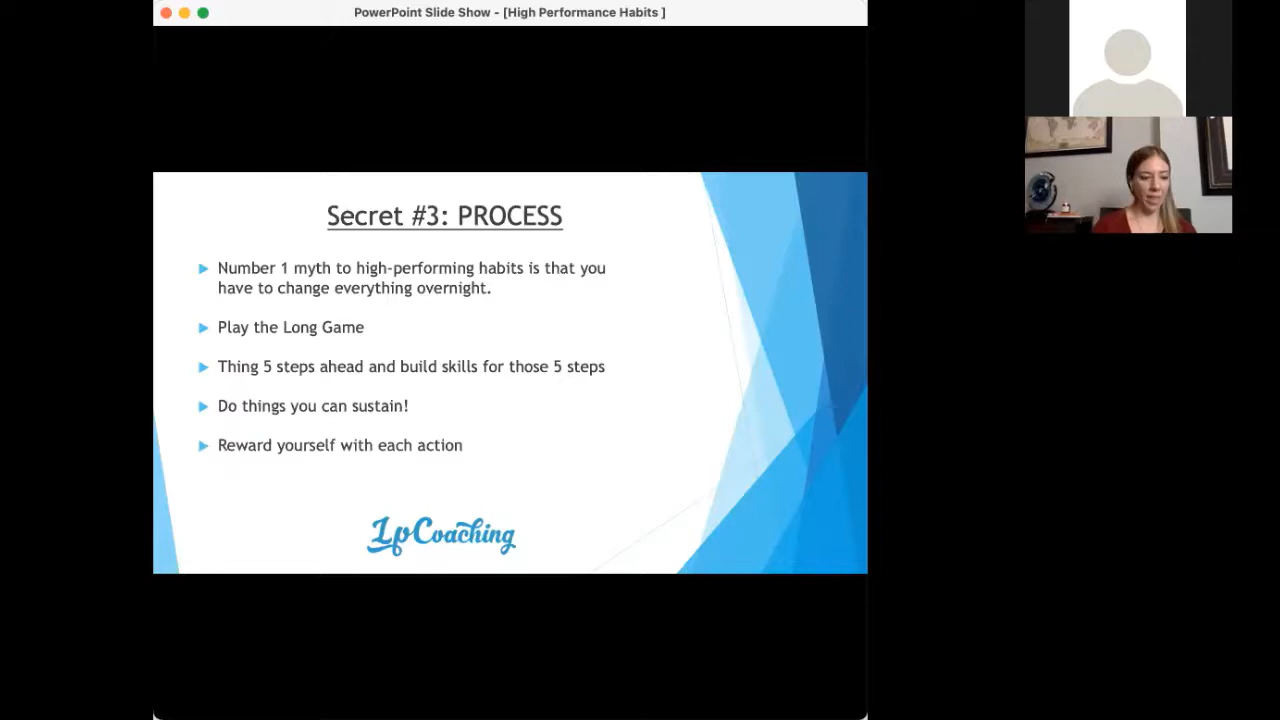 PowerPoint Slide Show - [High Performance Habits ]
Secret #3: PROCESS
Number 1 myth to high-performing habits is that you
have to change everything overnight.
Play the Long Game
Thing 5 steps ahead and build skills for those 5 steps
Do things you can sustain!
Reward yourself with each action
LpCoaching